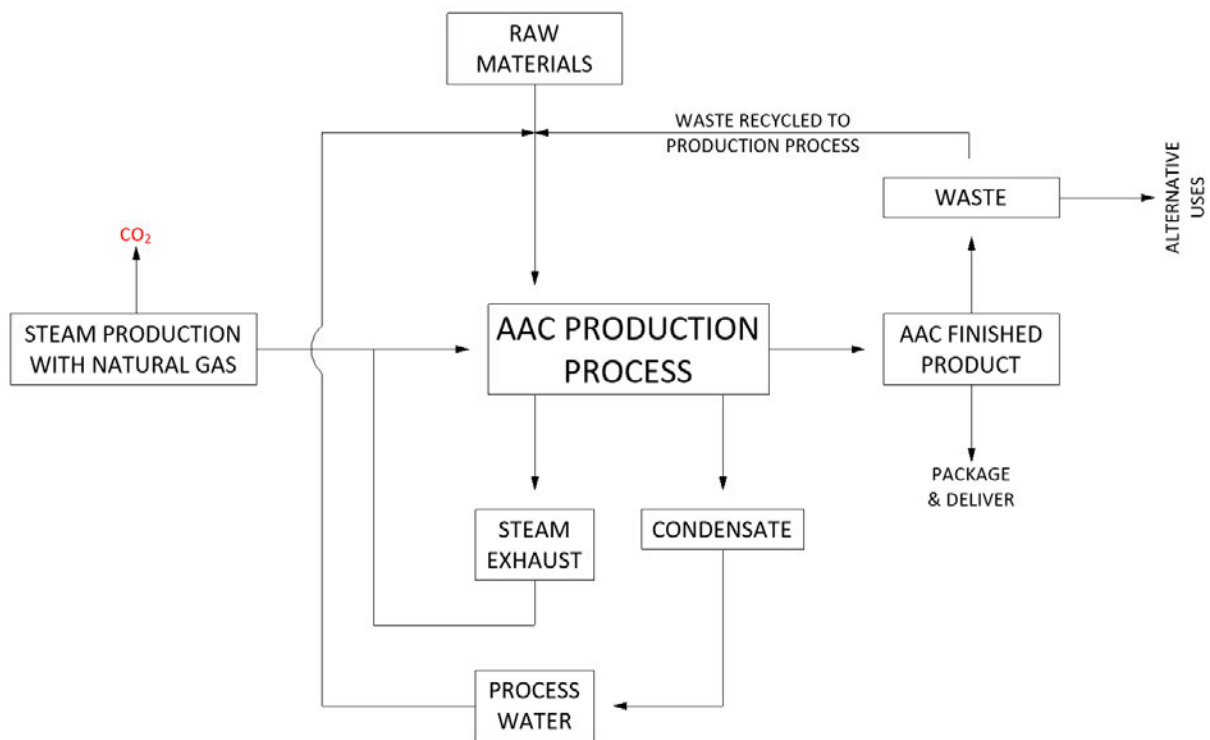 RAW
MATERIALS
WASTE RECYCLED TO
PRODUCTION PROCESS
WASTE
ALTERNATIVE
USES
CO₂
STEAM PRODUCTION
WITH NATURAL GAS
AAC PRODUCTION
PROCESS
AAC FINISHED
PRODUCT
PACKAGE
& DELIVER
STEAM
EXHAUST
CONDENSATE
PROCESS
WATER